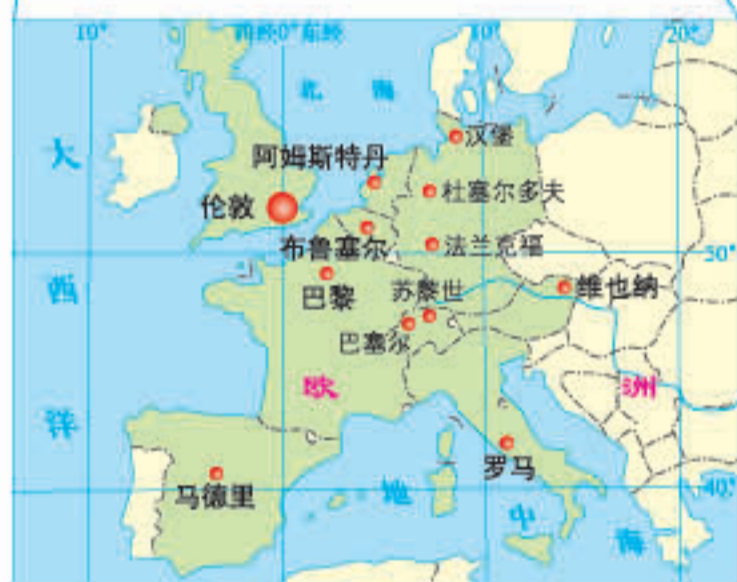 10°
西经0°东经
10°
20°
北 海
汉堡
大
阿姆斯特丹
杜塞尔多夫
伦敦
布鲁塞尔
法兰克福
50°
西
巴黎
苏黎世
维也纳
巴塞尔
欧
洲
洋
罗马
马德里
地
中
海
40°